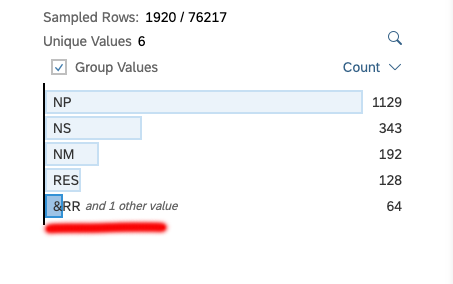 Sampled Rows: 1920 / 76217
Unique Values 6
Group Values Count
NP 1129
NS 343
NM 192
RES 128
&RR and 1 other value 64